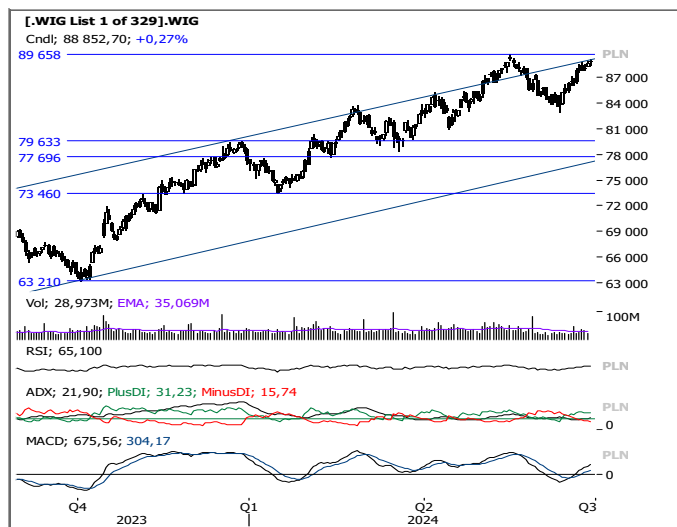 [.WIG List 1 of 329].WIG
Cndl; 88 852,70; +0,27%
89 658
PLN
87 000
84 000
81 000
79 633
78 000
77 696
75 000
73 460
72 000
69 000
66 000
63 210
63 000
Vol; 28,973M; EMA; 35,069M
100M
RSI; 65,100
PLN
ADX; 21,90; PlusDI; 31,23; MinusDI; 15,74
PLN
0
MACD; 675,56; 304,17
PLN
0
Q4 Q1 Q2 Q3
2023 2024